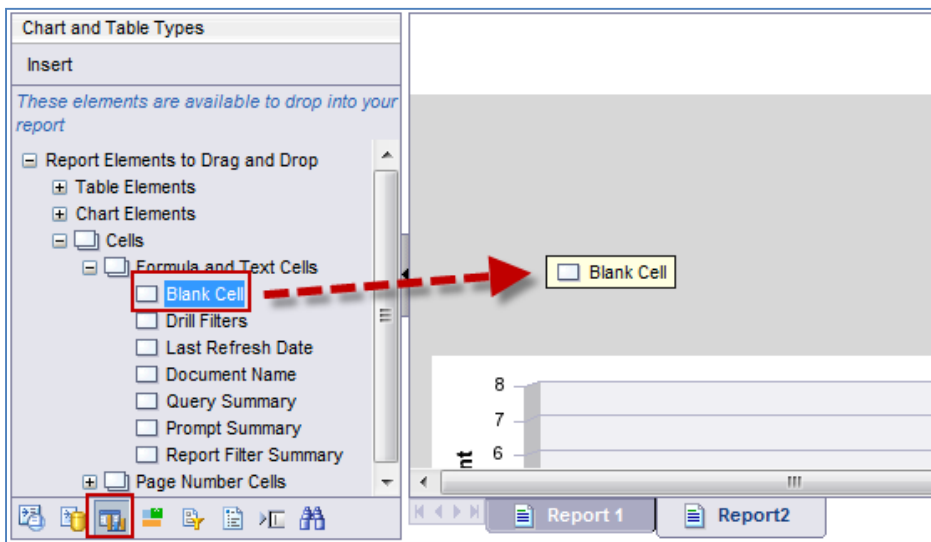 Chart and Table Types
Insert
These elements are available to drop into your
report
Report Elements to Drag and Drop
Table Elements
Chart Elements
Cells
Formula and Text Cells
Blank Cell
Drill Filters
Last Refresh Date
Document Name
Query Summary
Prompt Summary
Report Filter Summary
Page Number Cells
Blank Cell
8
7
6
Report 1
Report2